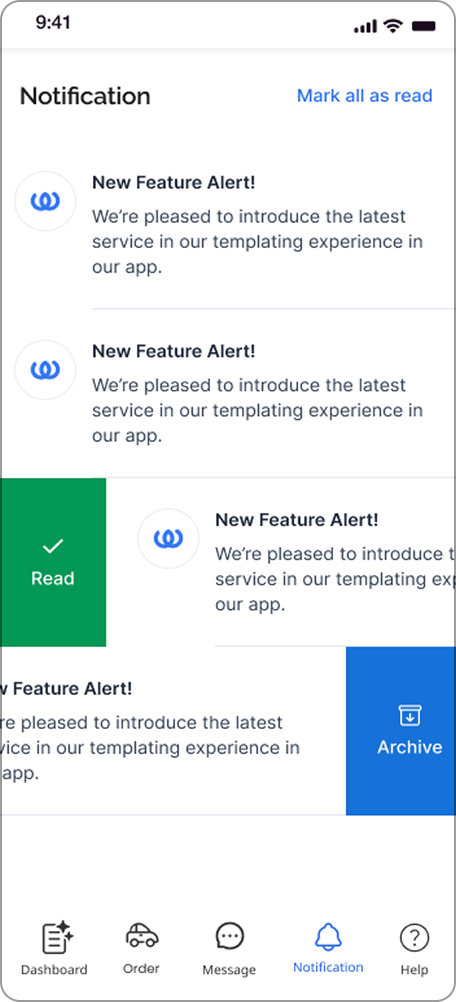 9:41
Notification
Mark all as read
New Feature Alert!
We're pleased to introduce the latest
service in our templating experience in
our app.
New Feature Alert!
We're pleased to introduce the latest
service in our templating experience in
our app.
Read
New Feature Alert!
We're pleased to introduce t
service in our templating exp
our app.
w Feature Alert!
re pleased to introduce the latest
vice in our templating experience in
app.
Archive
Dashboard
Order
Message
Notification
Help